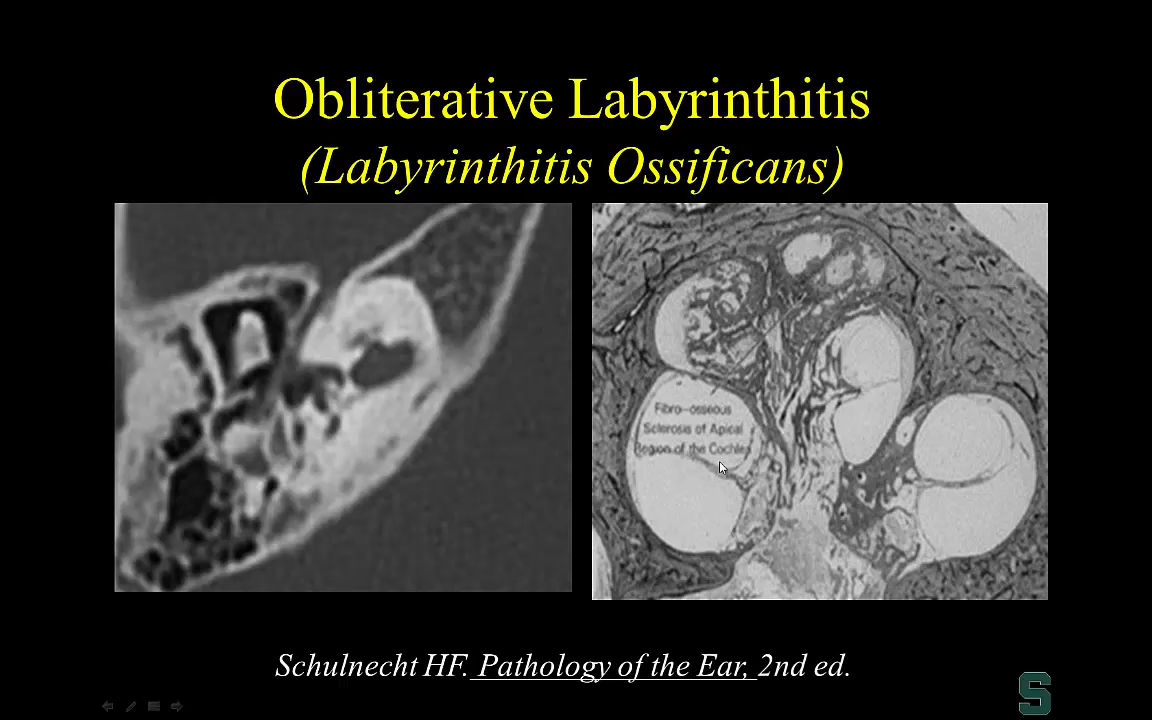 Obliterative Labyrinthitis
(Labyrinthitis Ossificans)
Fibro-osseous
Sclerosis of Apical
Region of the Cochlea
Schulnecht HF. Pathology of the Ear, 2nd ed.
S